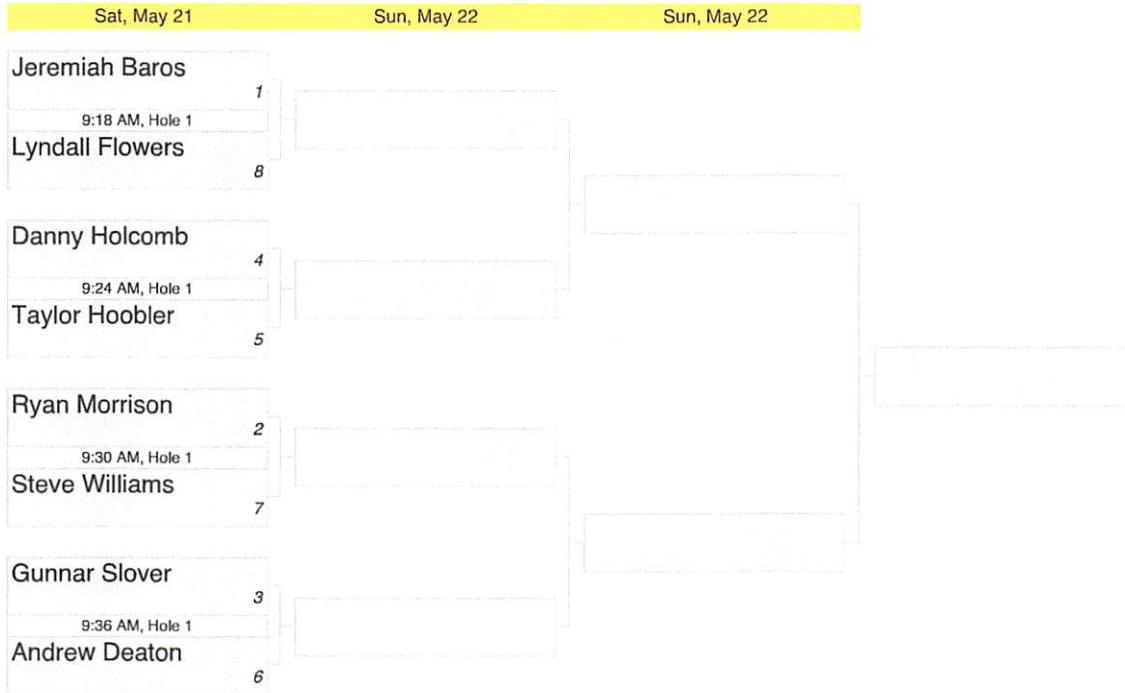 Sat, May 21
Sun, May 22
Sun, May 22
Jeremiah Baros
1
9:18 AM, Hole 1
Lyndall Flowers
8
Danny Holcomb
4
9:24 AM, Hole 1
Taylor Hoobler
5
Ryan Morrison
2
9:30 AM, Hole 1
Steve Williams
7
Gunnar Slover
3
9:36 AM, Hole 1
Andrew Deaton
6